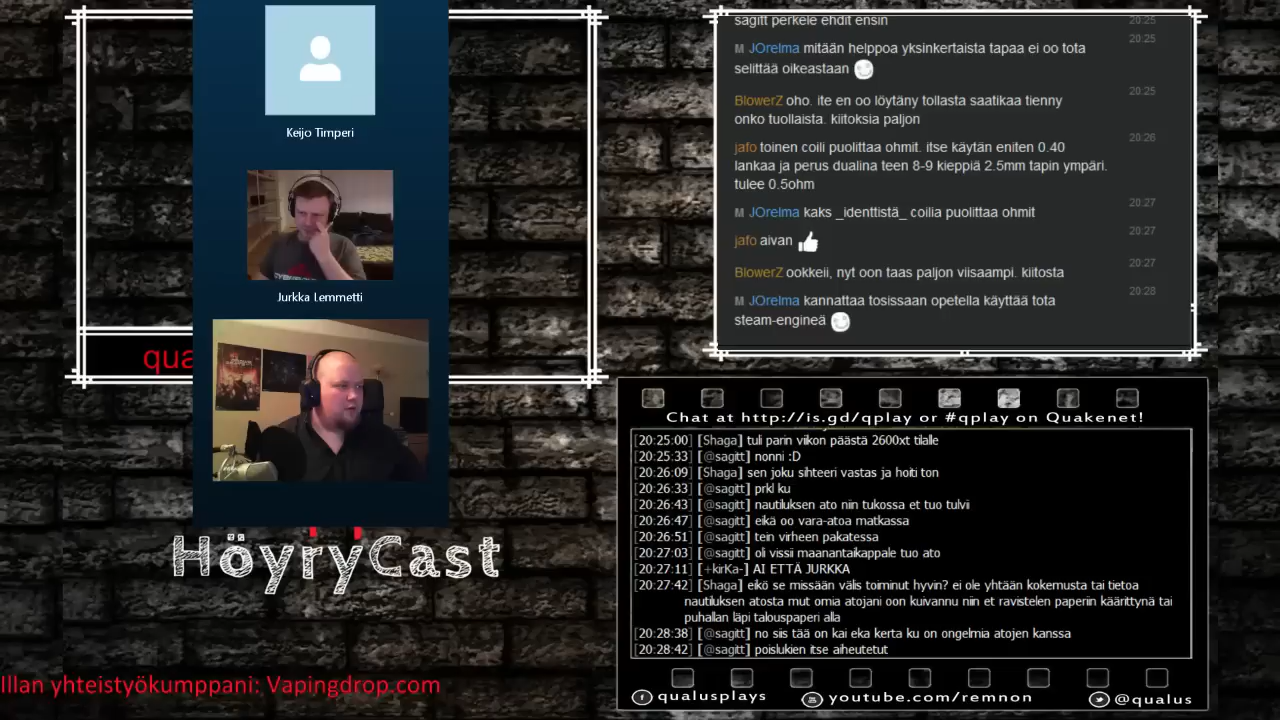 Keijo Timperi
Jurkka Lemmetti
qua
HöyryCast
Illan yhteistyökumppani: Vapingdrop.com
sagitt perkele ehdit ensin 20:25
M JOrelma mitään helppoa yksinkertaista tapaa ei oo tota 20:25
selittää oikeastaan
BlowerZ oho. ite en oo löytäny tollasta saatikaa tienny 20:25
onko tuollaista. kiitoksia paljon
jafo toinen coili puolittaa ohmit. itse käytän eniten 0.40 20:26
lankaa ja perus dualina teen 8-9 kieppiä 2.5mm tapin ympäri.
tulee 0.5ohm
M JOrelma kaks _identtistä_ coilia puolittaa ohmit 20:27
jafo aivan 20:27
BlowerZ ookkeii, nyt oon taas paljon viisaampi. kiitosta 20:27
M JOrelma kannattaa tosissaan opetella käyttää tota 20:28
steam-engineä
Chat at http://is.gd/qplay or #qplay on Quakenet!
[20:25:00] [Shaga] tuli parin viikon päästä 2600xt tilalle
[20:25:33] [@sagitt] nonni :D
[20:26:09] [Shaga] sen joku sihteeri vastas ja hoiti ton
[20:26:33] [@sagitt] prkl ku
[20:26:43] [@sagitt] nautiluksen ato niin tukossa et tuo tulvii
[20:26:47] [@sagitt] eikä oo vara-atoa matkassa
[20:26:51] [@sagitt] tein virheen pakatessa
[20:27:03] [@sagitt] oli vissii maanantaikappale tuo ato
[20:27:11] [+kirKa-] AI ETTÄ JURKKA
[20:27:42] [Shaga] eikö se missään välis toiminut hyvin? ei ole yhtään kokemusta tai tietoa
nautiluksen atosta mut omia atojani oon kuivannu niin et ravistelen paperiin käärittynä tai
puhallan läpi talouspaperi alla
[20:28:38] [@sagitt] no siis tää on kai eka kerta ku on ongelmia atojen kanssa
[20:28:42] [@sagitt] poislukien itse aiheutetut
qualusplays youtube.com/remnon @qualus